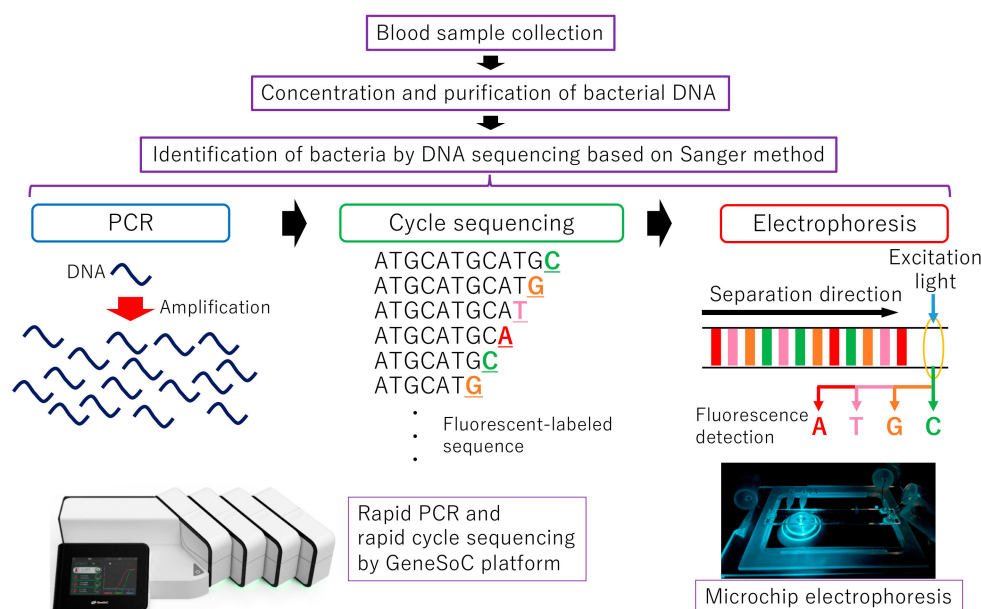 Blood sample collection
Concentration and purification of bacterial DNA
Identification of bacteria by DNA sequencing based on Sanger method
PCR
Cycle sequencing
Electrophoresis
DNA
Amplification
ATGCATGCATGC
ATGCATGCATG
ATGCATGCAT
ATGCATGCA
ATGCATGC
ATGCATG
Fluorescent-labeled
sequence
Excitation
light
Separation direction
Fluorescence
detection
A T G C
Rapid PCR and
rapid cycle sequencing
by GeneSoC platform
GeneSoC
Microchip electrophoresis